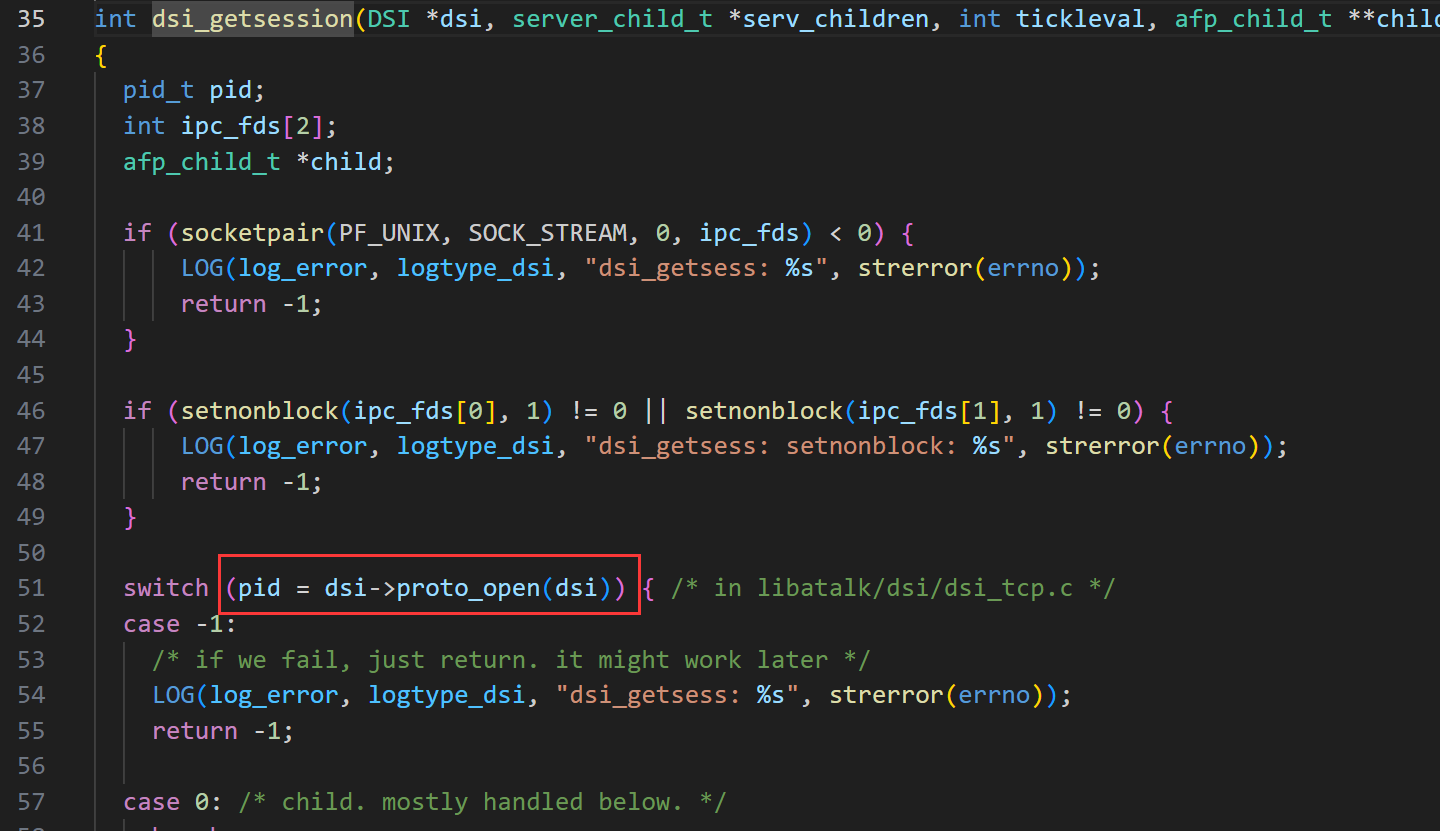 35 int dsi_getsession(DSI *dsi, server_child_t *serv_children, int tickleval, afp_child_t **child
36 {
37 pid_t pid;
38 int ipc_fds[2];
39 afp_child_t *child;
40
41 if (socketpair(PF_UNIX, SOCK_STREAM, 0, ipc_fds) < 0) {
42 LOG(log_error, logtype_dsi, "dsi_getsess: %s", strerror(errno));
43 return -1;
44 }
45
46 if (setnonblock(ipc_fds[0], 1) != 0 || setnonblock(ipc_fds[1], 1) != 0) {
47 LOG(log_error, logtype_dsi, "dsi_getsess: setnonblock: %s", strerror(errno));
48 return -1;
49 }
50
51 switch (pid = dsi->proto_open(dsi)) { /* in libatalk/dsi/dsi_tcp.c */
52 case -1:
53 /* if we fail, just return. it might work later */
54 LOG(log_error, logtype_dsi, "dsi_getsess: %s", strerror(errno));
55 return -1;
56
57 case 0: /* child. mostly handled below. */